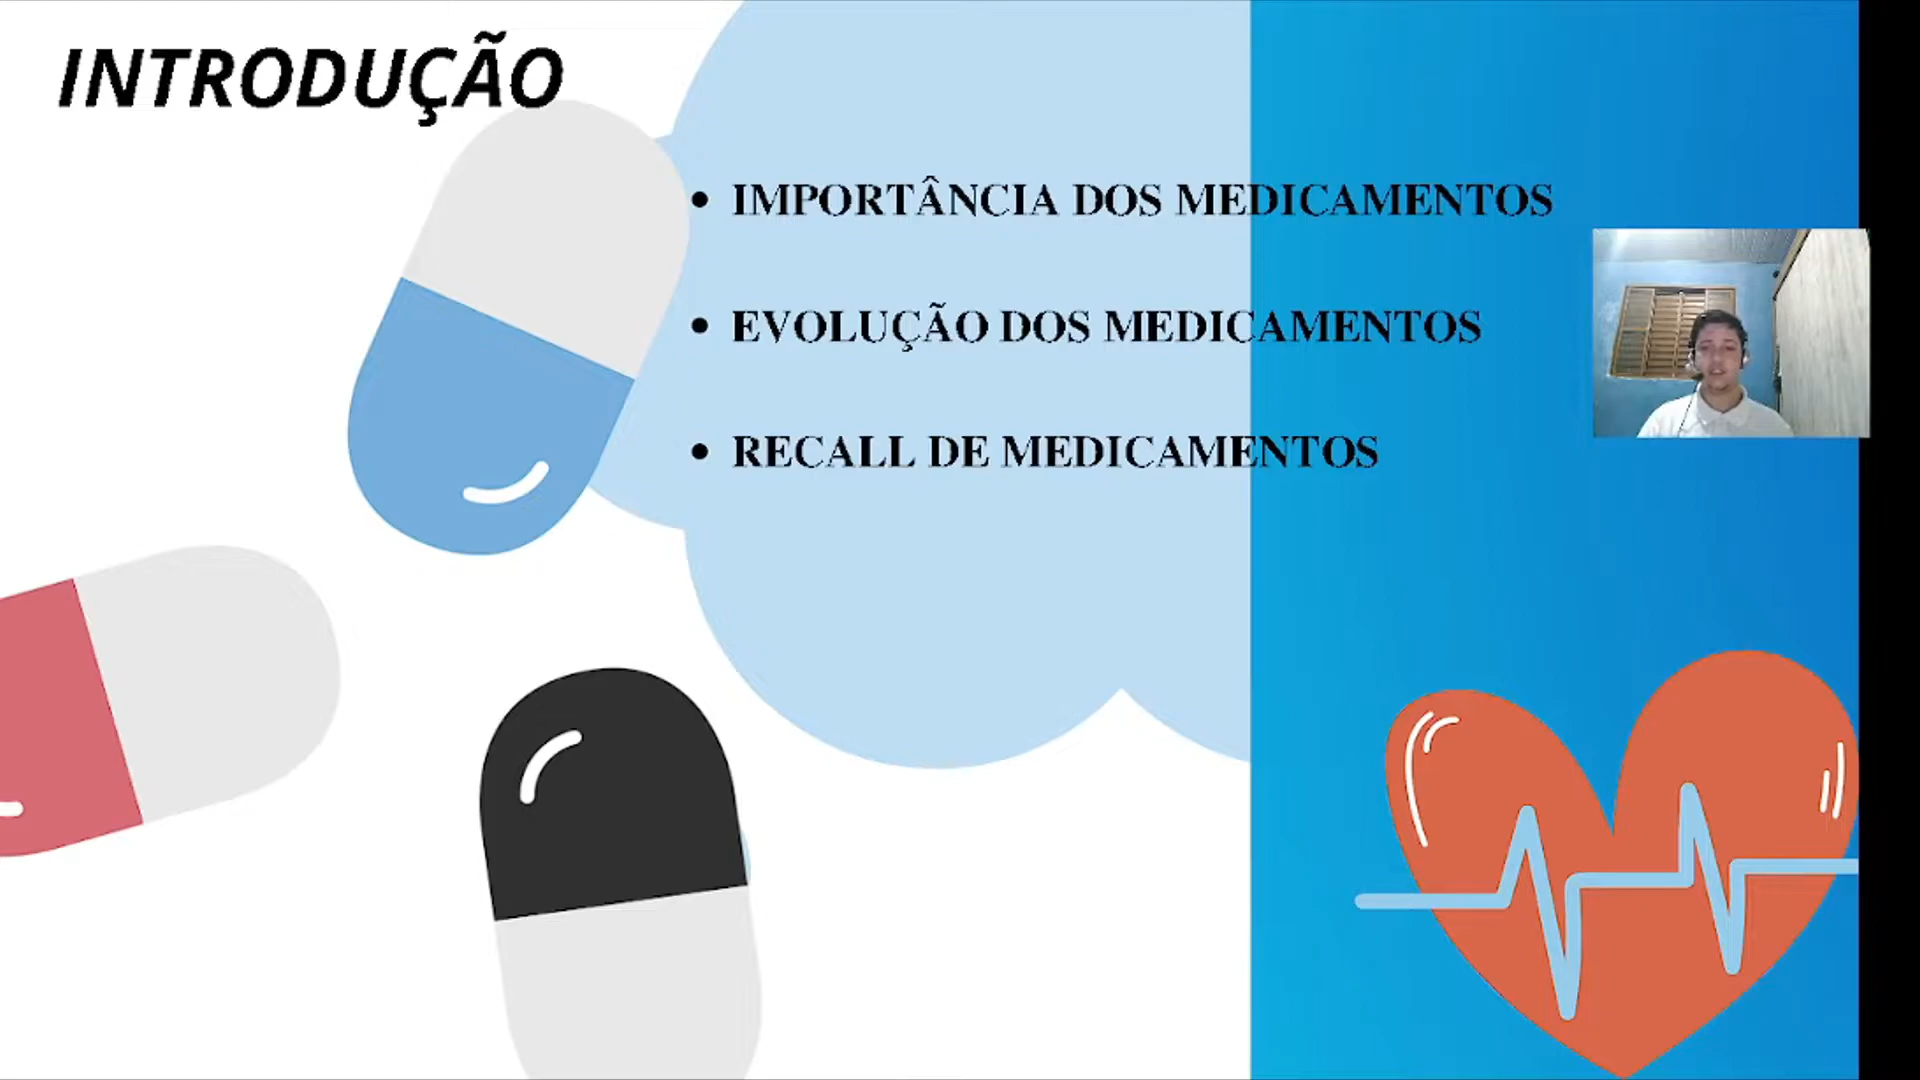 INTRODUÇÃO
• IMPORTÂNCIA DOS MEDICAMENTOS
• EVOLUÇÃO DOS MEDICAMENTOS
• RECALL DE MEDICAMENTOS